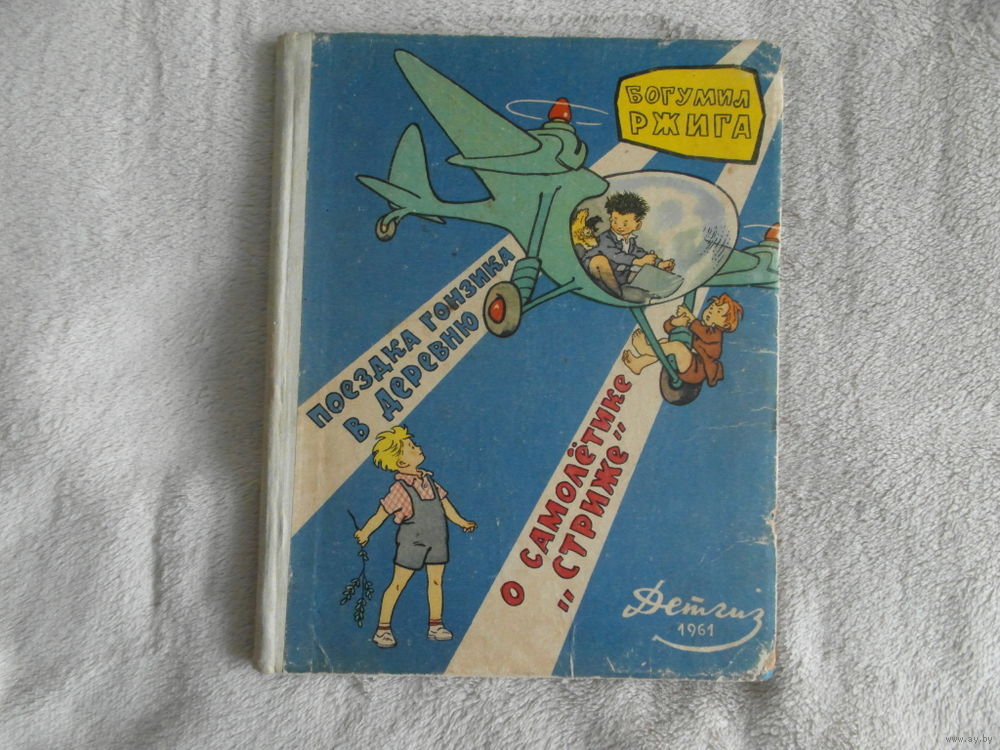 БОГУМИЛ
РЖИГА
ПОЕЗДКА ГОНЗИКА
В ДЕРЕВНЮ
О САМОЛЁТИКЕ
„СТРИЖЕ"
Детгиз
1961
www.ay.by